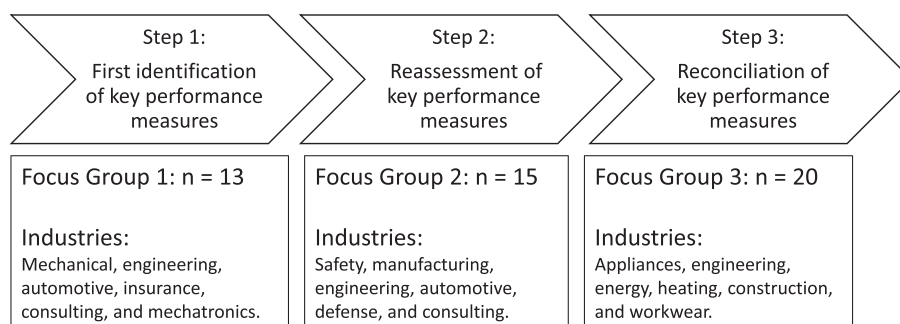 Step 1:
First identification
of key performance
measures
Step 2:
Reassessment of
key performance
measures
Step 3:
Reconciliation of
key performance
measures
Focus Group 1: n = 13
Industries:
Mechanical, engineering,
automotive, insurance,
consulting, and mechatronics.
Focus Group 2: n = 15
Industries:
Safety, manufacturing,
engineering, automotive,
defense, and consulting.
Focus Group 3: n = 20
Industries:
Appliances, engineering,
energy, heating, construction,
and workwear.